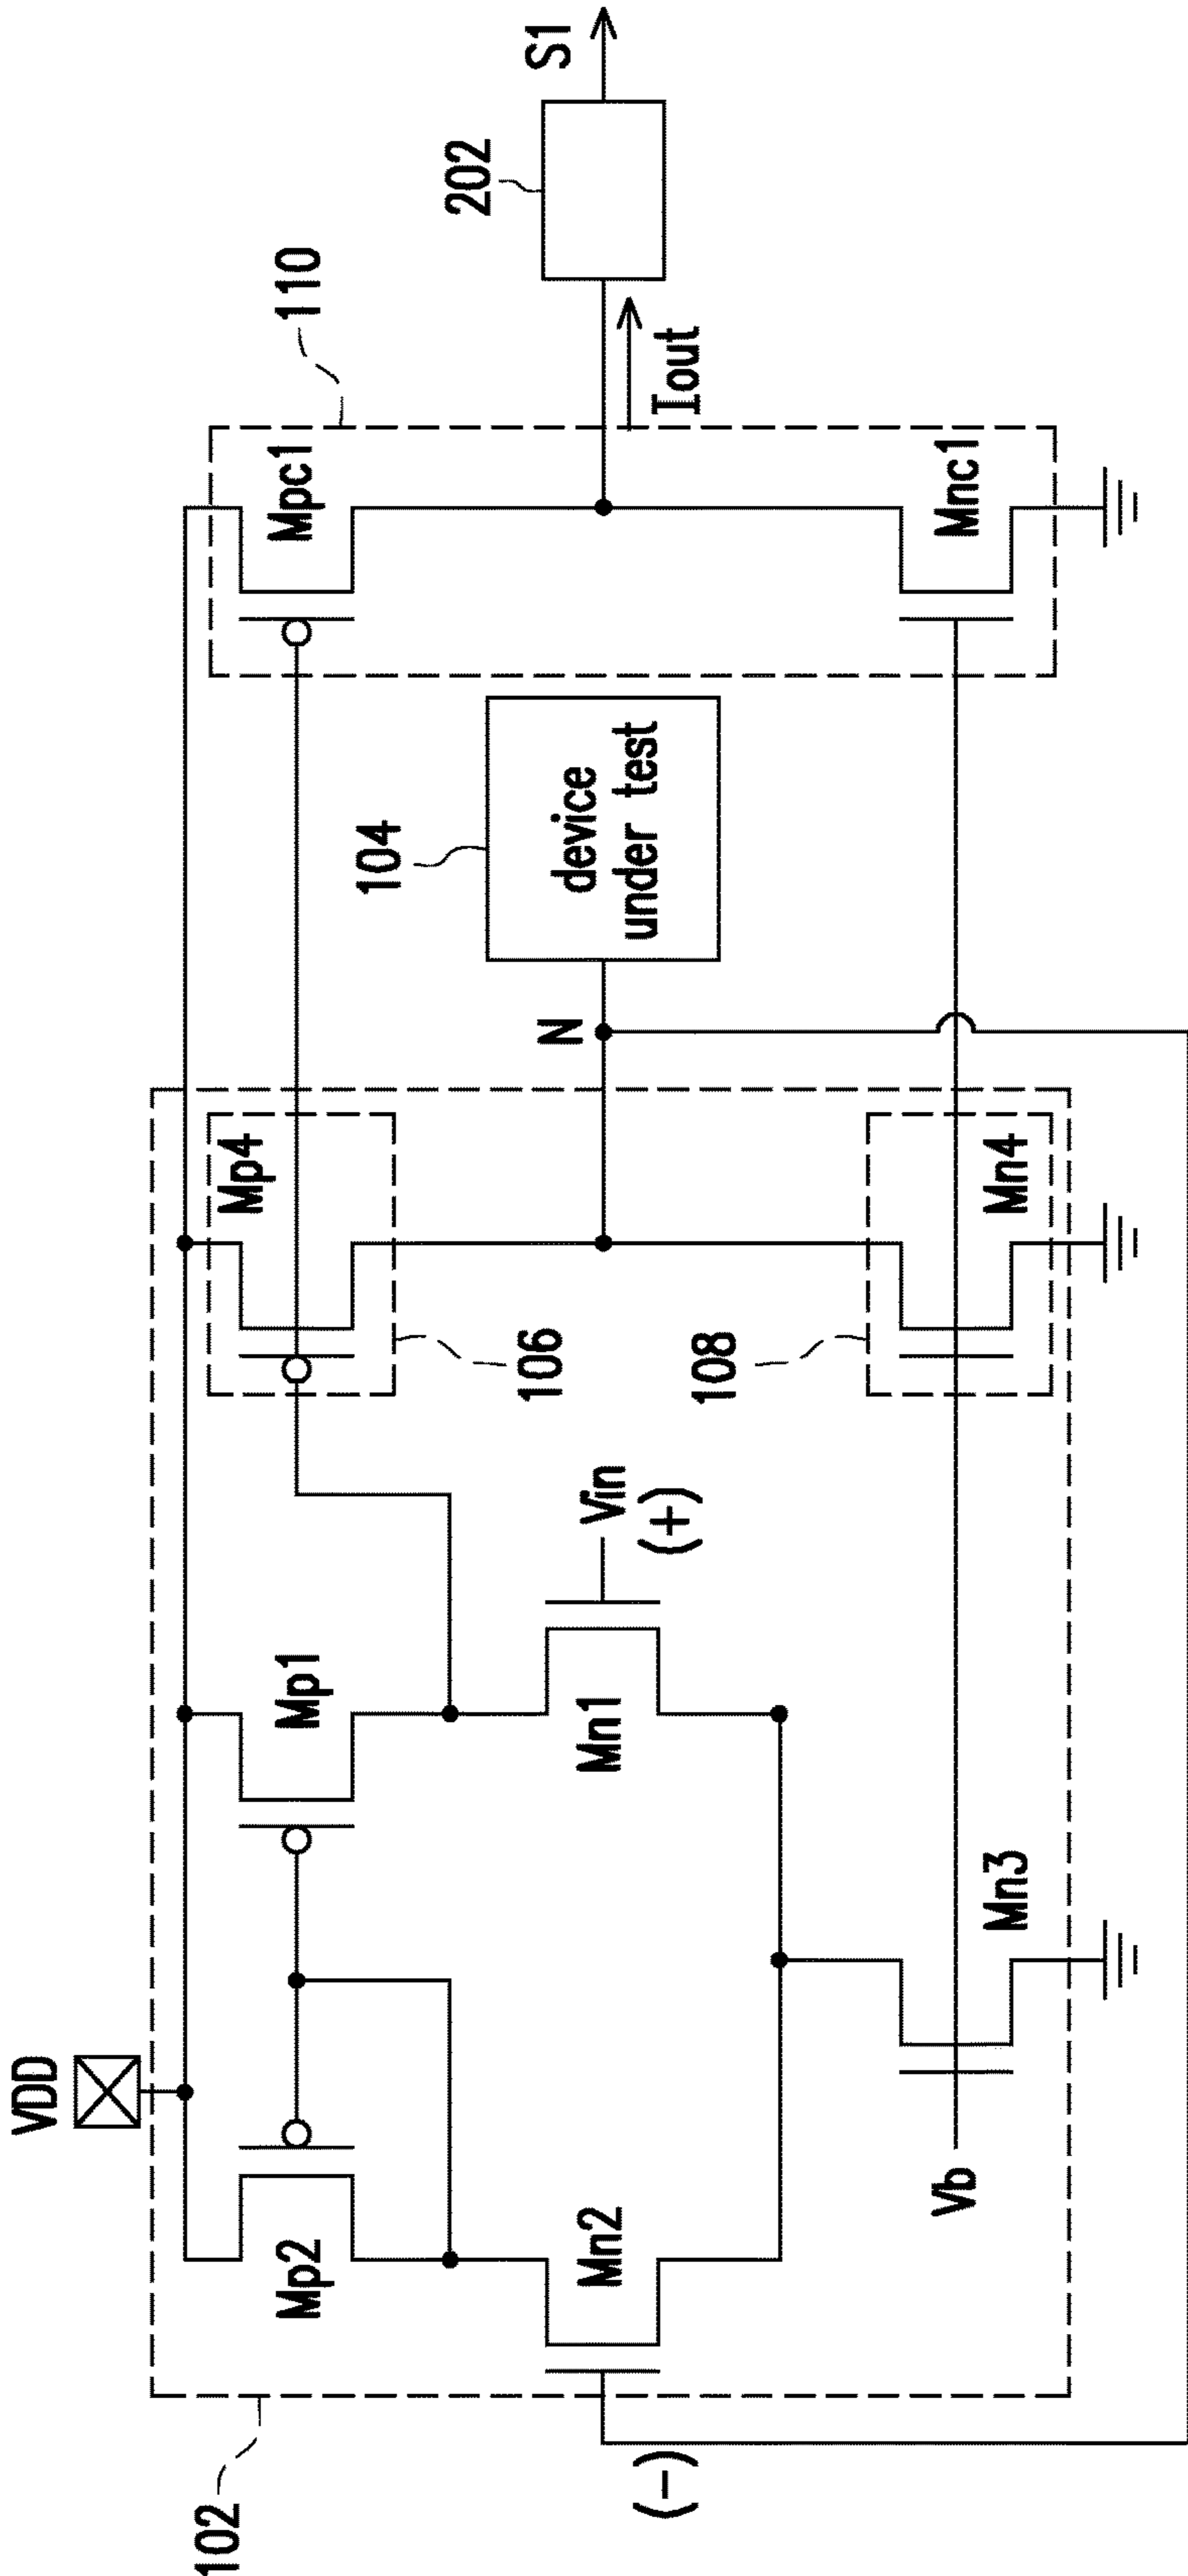 VDD
102
Mp2
Mp1
Mp4
Mpc1
110
106
104
202
S1
N
device
under test
Iout
Vin
(+)
(-)
Mn2
Mn1
108
Vb
Mn3
Mn4
Mnc1